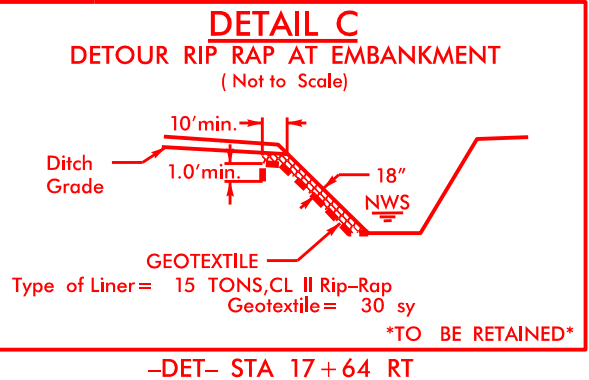 DETAIL C
DETOUR RIP RAP AT EMBANKMENT
( Not to Scale)
10'min.
Ditch
Grade
1.0'min.
18"
NWS
GEOTEXTILE
Type of Liner= 15 TONS,CL II Rip-Rap
Geotextile= 30 sy
*TO BE RETAINED*
-DET- STA 17+64 RT